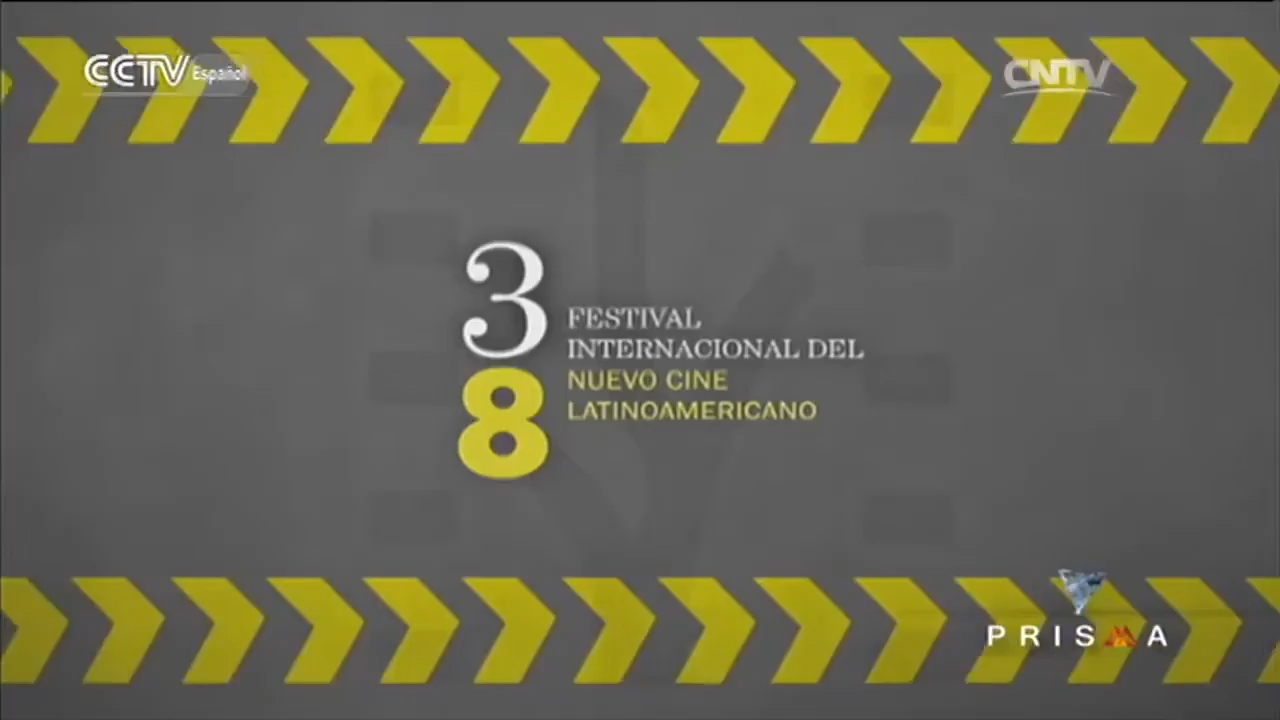 CCTV Español
CNTV
3
8
FESTIVAL
INTERNACIONAL DEL
NUEVO CINE
LATINOAMERICANO
PRISMA